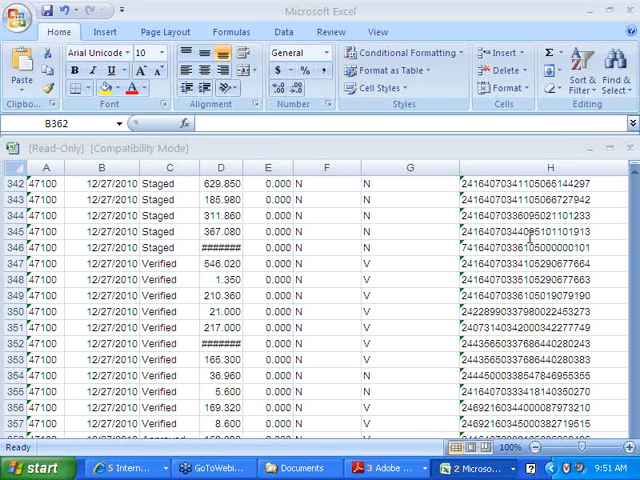 Microsoft Excel
Home Insert Page Layout Formulas Data Review View
Paste
Arial Unicode 10
General
Conditional Formatting
Format as Table
Cell Styles
Insert
Delete
Format
Sort & Filter
Find & Select
Clipboard Font Alignment Number Styles Cells Editing
B362 fx
[Read-Only] [Compatibility Mode]
A B C D E F G H
342 47100 12/27/2010 Staged 629.850 0.000 N N 24164070341105065144297
343 47100 12/27/2010 Staged 185.980 0.000 N N 24164070341105066727942
344 47100 12/27/2010 Staged 311.860 0.000 N N 24164070336095021101233
345 47100 12/27/2010 Staged 367.080 0.000 N N 24164070344095101101913
346 47100 12/27/2010 Staged ####### 0.000 N N 74164070336105000000101
347 47100 12/27/2010 Verified 546.020 0.000 N V 24164070334105290677664
348 47100 12/27/2010 Verified 1.350 0.000 N V 24164070335105290677663
349 47100 12/27/2010 Verified 210.360 0.000 N V 24164070336105019079190
350 47100 12/27/2010 Verified 21.000 0.000 N V 24228990337980022453273
351 47100 12/27/2010 Verified 217.000 0.000 N V 24073140342000342277749
352 47100 12/27/2010 Verified ####### 0.000 N V 24435650337686440280243
353 47100 12/27/2010 Verified 165.300 0.000 N V 24435650337686440280383
354 47100 12/27/2010 Verified 36.960 0.000 N V 24445000335847846955355
355 47100 12/27/2010 Verified 5.600 0.000 N V 24164070333418140350270
356 47100 12/27/2010 Verified 169.320 0.000 N V 24692160344000087973210
357 47100 12/27/2010 Verified 8.600 0.000 N V 24692160345000382719515
Ready 100%
start 5 Intern... GoToWebi... Documents 3 Adobe ... 2 Microso... 9:51 AM